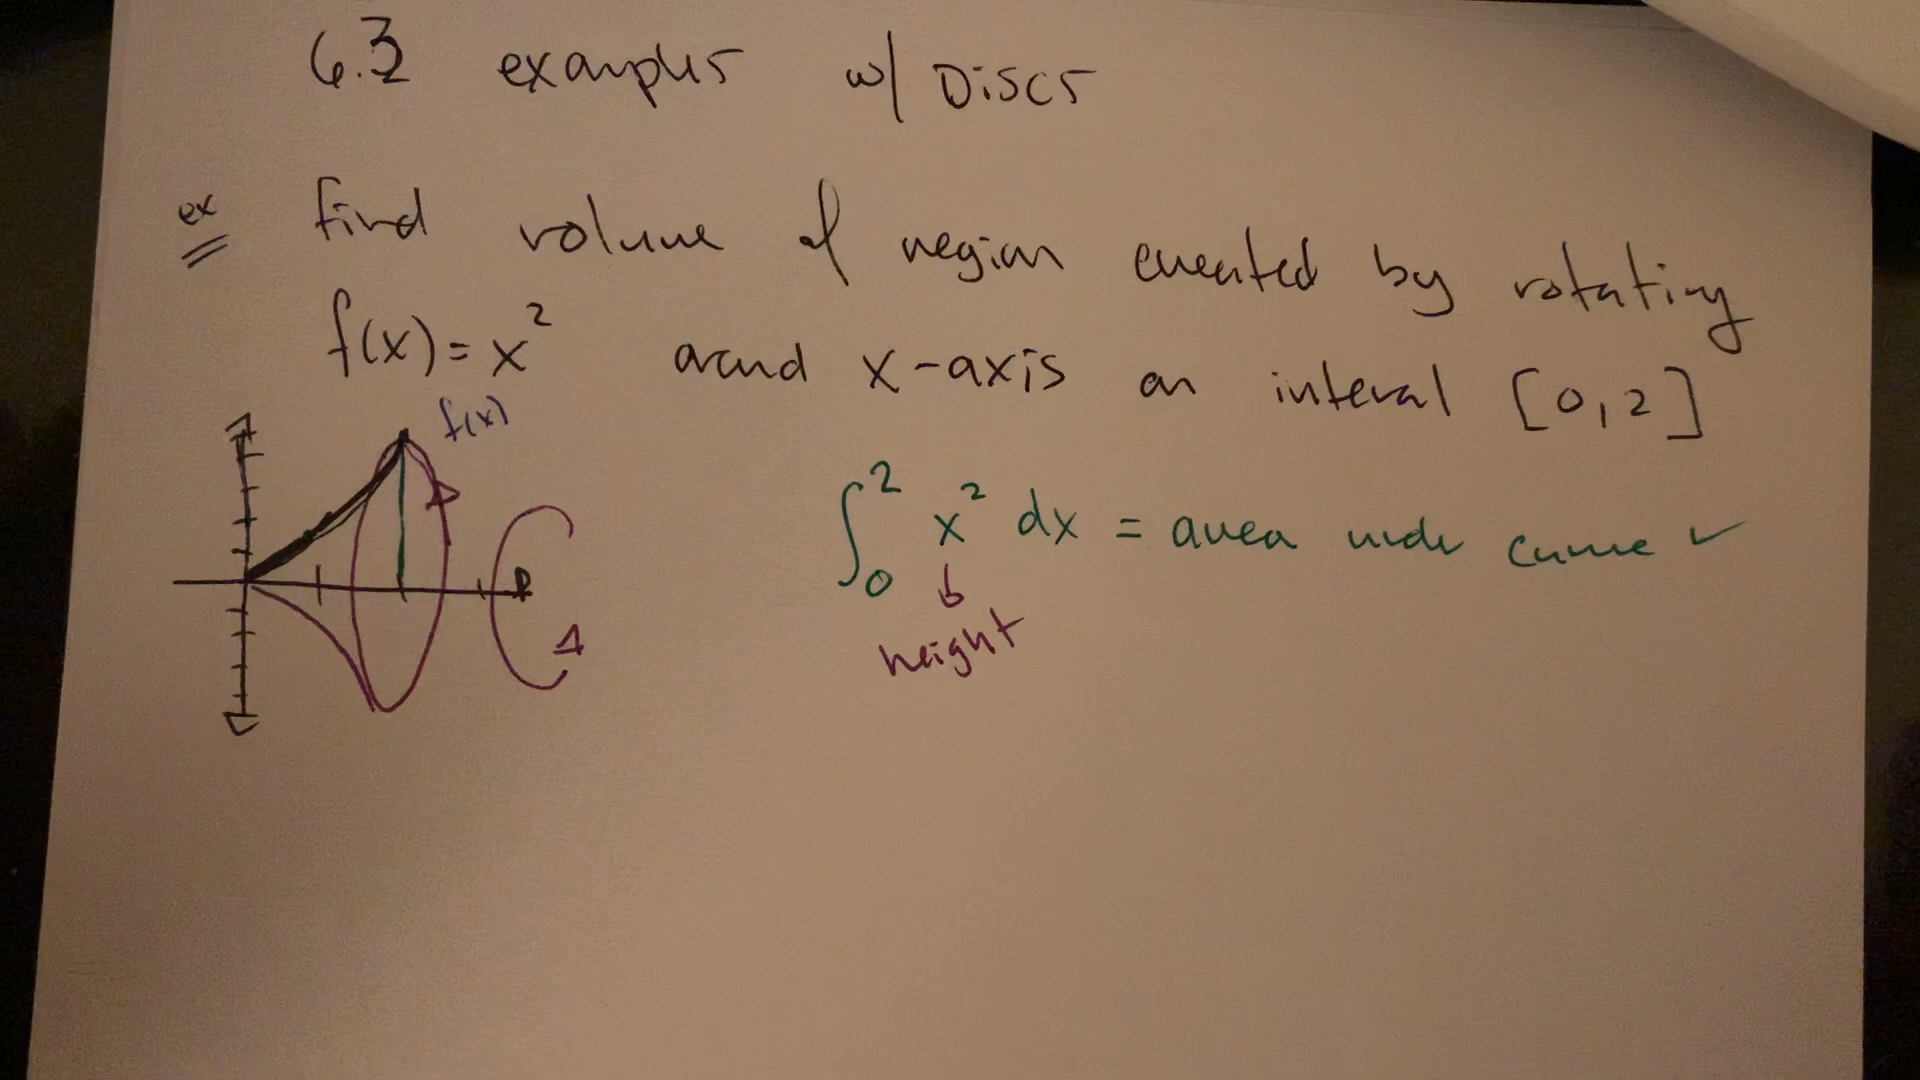 6.3 examples w/ Discs
ex find volume of region created by rotating
f(x) = x² around x-axis on interval [0,2]
f(x)
∫₀² x² dx = area under curve ✓
height